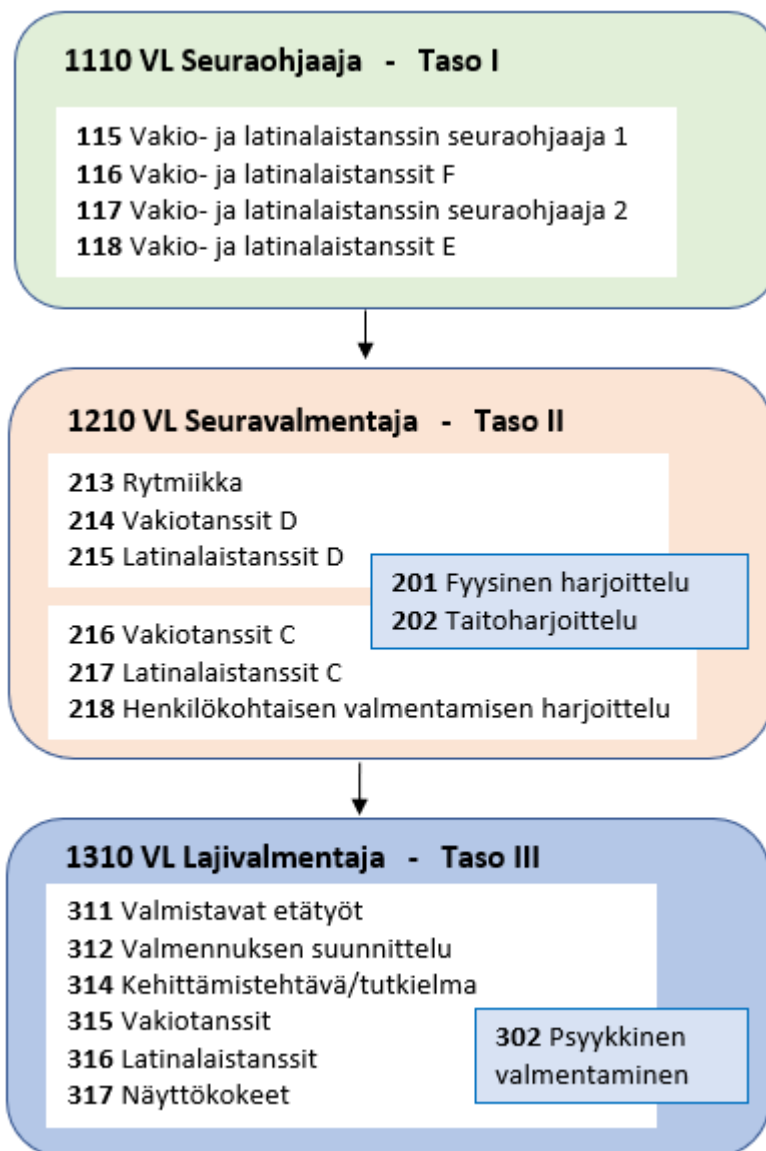 1110 VL Seuraohjaaja - Taso I
115 Vakio- ja latinalaistanssin seuraohjaaja 1
116 Vakio- ja latinalaistanssit F
117 Vakio- ja latinalaistanssin seuraohjaaja 2
118 Vakio- ja latinalaistanssit E
1210 VL Seuravalmentaja - Taso II
213 Rytmiikka
214 Vakiotanssit D
215 Latinalaistanssit D
201 Fyysinen harjoittelu
202 Taitoharjoittelu
216 Vakiotanssit C
217 Latinalaistanssit C
218 Henkilökohtaisen valmentamisen harjoittelu
1310 VL Lajivalmentaja - Taso III
311 Valmistavat etätyöt
312 Valmennuksen suunnittelu
314 Kehittämistehtävä/tutkielma
315 Vakiotanssit
316 Latinalaistanssit
317 Näyttökokeet
302 Psyykkinen
valmentaminen